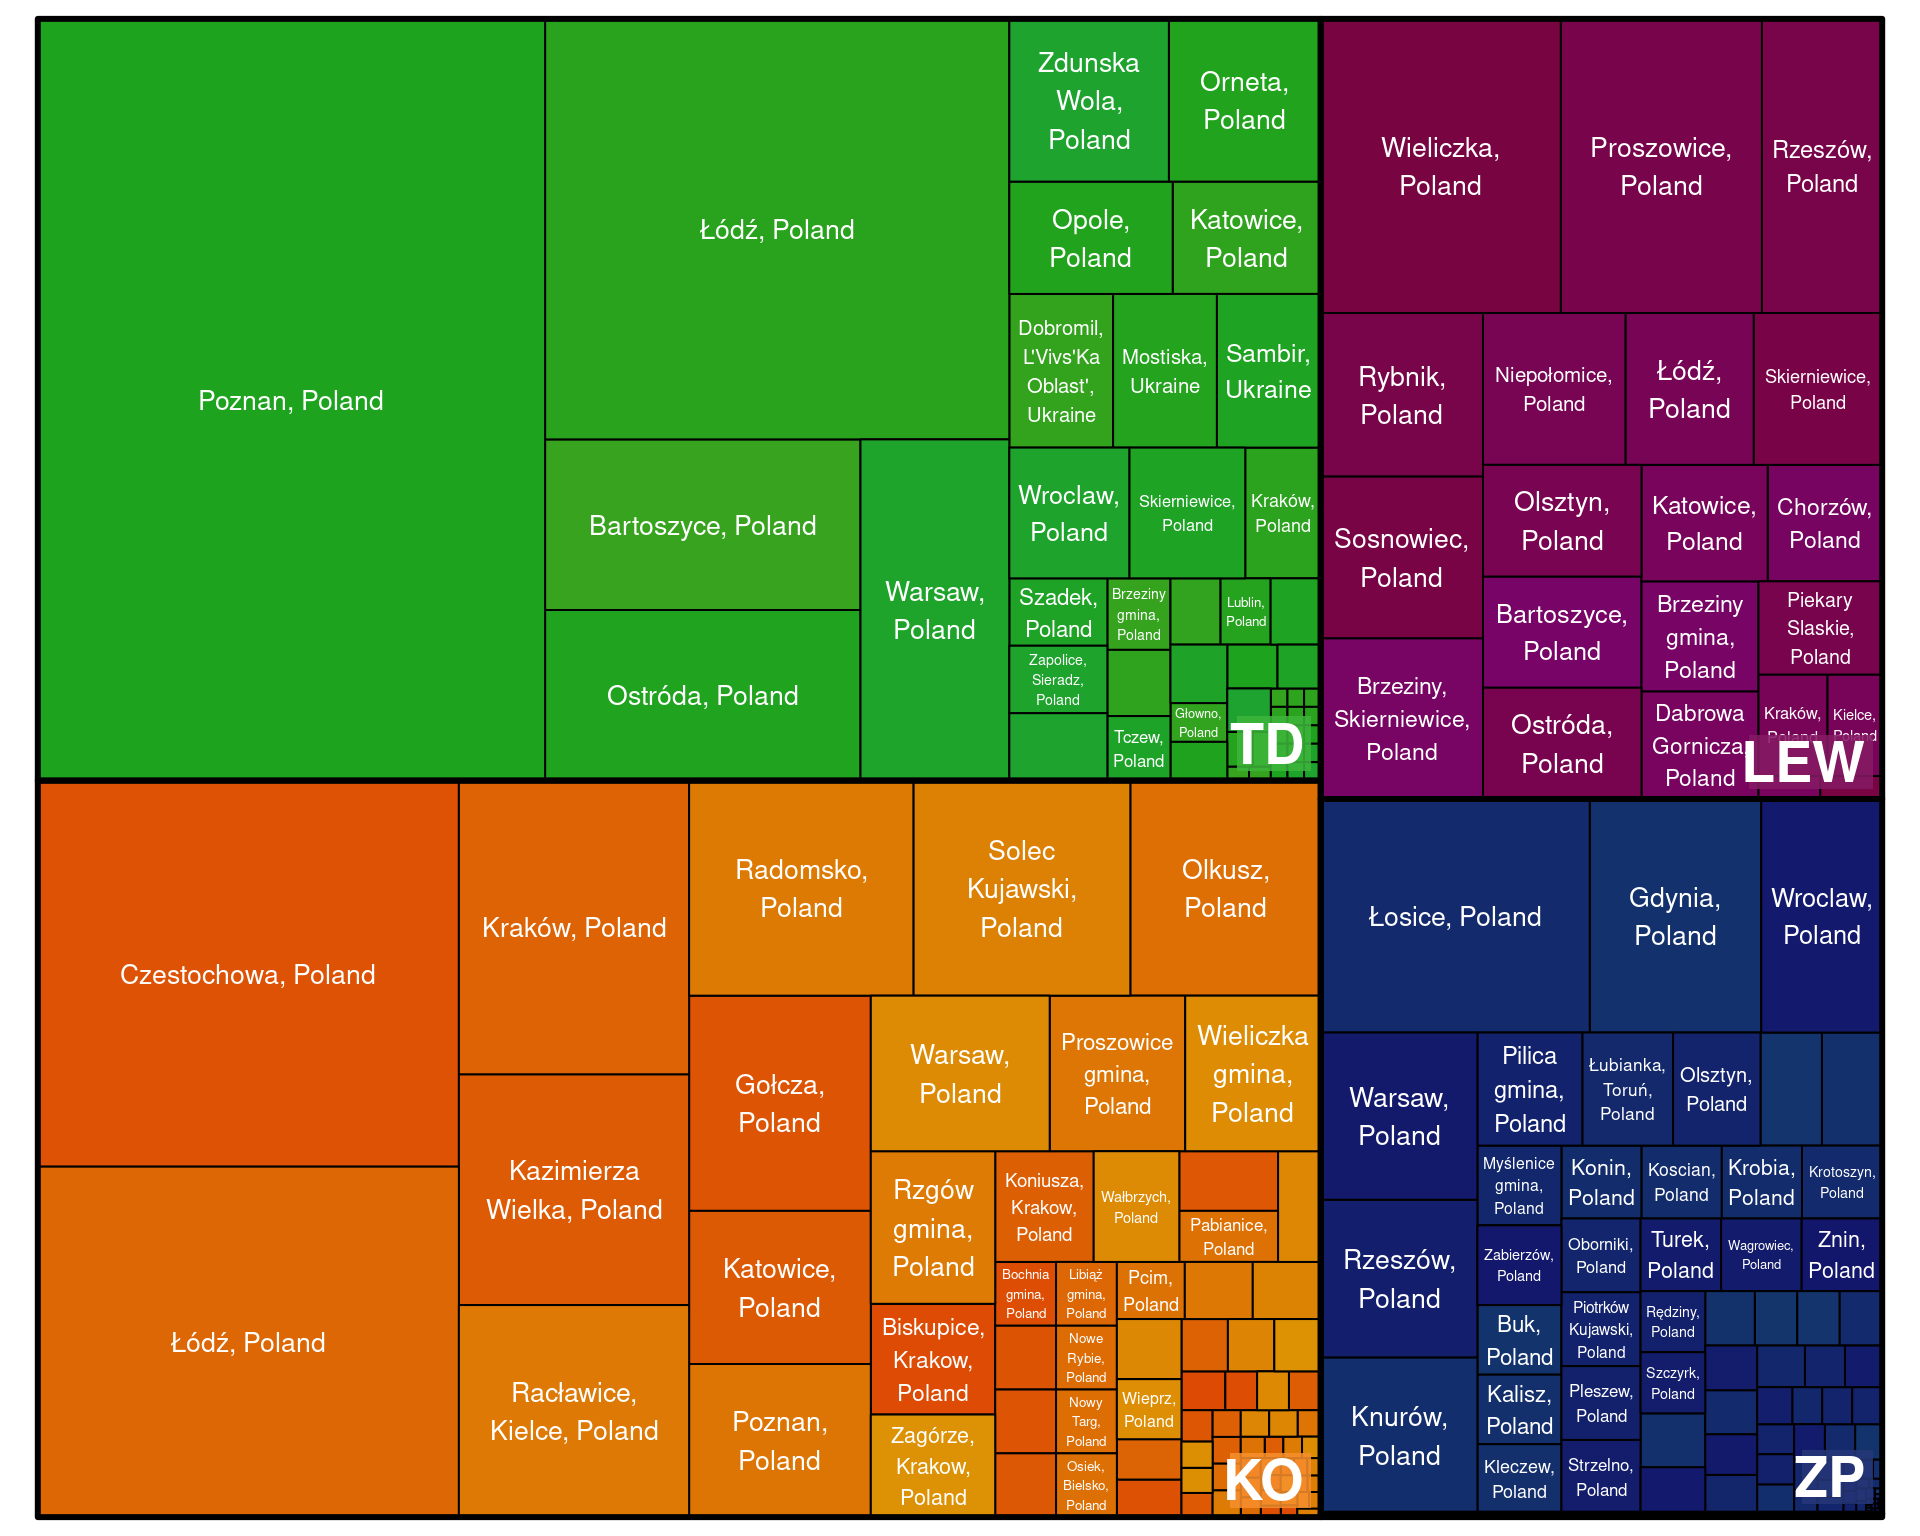 Poznan, Poland
Łódź, Poland
Bartoszyce, Poland
Ostróda, Poland
Warsaw,
Poland
Zdunska
Wola,
Poland
Orneta,
Poland
Opole,
Poland
Katowice,
Poland
Dobromil,
L'Vivs'Ka
Oblast',
Ukraine
Mostiska,
Ukraine
Sambir,
Ukraine
Wroclaw,
Poland
Skierniewice,
Poland
Kraków,
Poland
Szadek,
Poland
Brzeziny
gmina,
Poland
Lublin,
Poland
Zapolice,
Sieradz,
Poland
Głowno,
Poland
Tczew,
Poland
TD
Wieliczka,
Poland
Proszowice,
Poland
Rzeszów,
Poland
Rybnik,
Poland
Niepołomice,
Poland
Łódź,
Poland
Skierniewice,
Poland
Sosnowiec,
Poland
Olsztyn,
Poland
Katowice,
Poland
Chorzów,
Poland
Bartoszyce,
Poland
Brzeziny
gmina,
Poland
Piekary
Slaskie,
Poland
Brzeziny,
Skierniewice,
Poland
Ostróda,
Poland
Dabrowa
Gornicza,
Poland
Kraków,
Poland
Kielce,
Poland
LEW
Czestochowa, Poland
Łódź, Poland
Kraków, Poland
Kazimierza
Wielka, Poland
Racławice,
Kielce, Poland
Radomsko,
Poland
Solec
Kujawski,
Poland
Olkusz,
Poland
Gołcza,
Poland
Katowice,
Poland
Poznan,
Poland
Warsaw,
Poland
Proszowice
gmina,
Poland
Wieliczka
gmina,
Poland
Rzgów
gmina,
Poland
Biskupice,
Krakow,
Poland
Zagórze,
Krakow,
Poland
Koniusza,
Krakow,
Poland
Wałbrzych,
Poland
Pabianice,
Poland
Bochnia
gmina,
Poland
Libiąż
gmina,
Poland
Pcim,
Poland
Nowe
Rybie,
Poland
Nowy
Targ,
Poland
Wieprz,
Poland
Osiek,
Bielsko,
Poland
KO
Łosice, Poland
Gdynia,
Poland
Wroclaw,
Poland
Warsaw,
Poland
Rzeszów,
Poland
Knurów,
Poland
Pilica
gmina,
Poland
Łubianka,
Toruń,
Poland
Olsztyn,
Poland
Myślenice
gmina,
Poland
Konin,
Poland
Koscian,
Poland
Krobia,
Poland
Krotoszyn,
Poland
Zabierzów,
Poland
Oborniki,
Poland
Turek,
Poland
Wagrowiec,
Poland
Znin,
Poland
Buk,
Poland
Piotrków
Kujawski,
Poland
Rędziny,
Poland
Kalisz,
Poland
Pleszew,
Poland
Szczyrk,
Poland
Kleczew,
Poland
Strzelno,
Poland
ZP